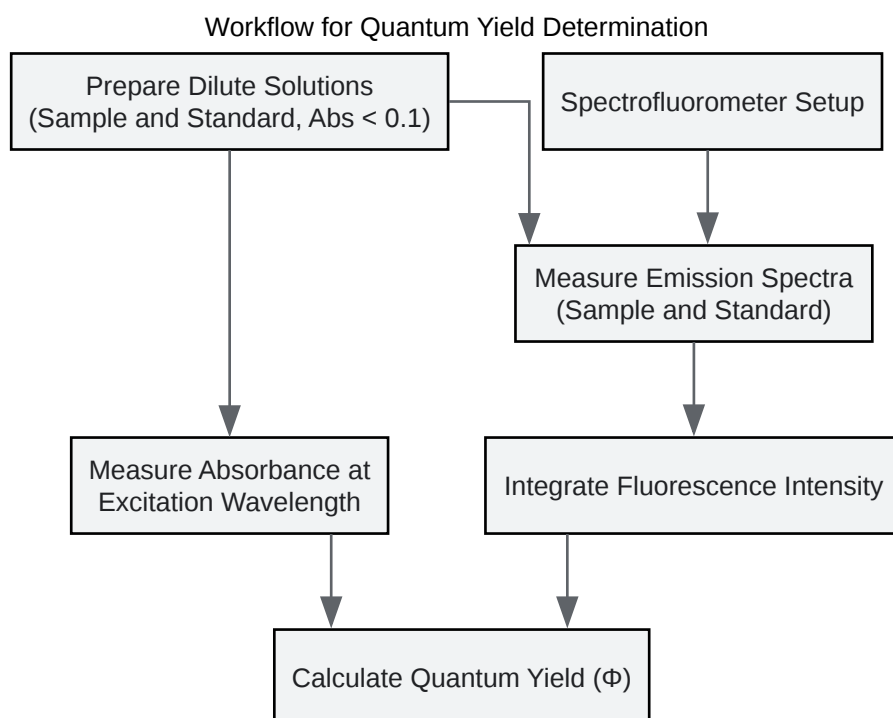 Workflow for Quantum Yield Determination
Prepare Dilute Solutions
(Sample and Standard, Abs < 0.1)
Spectrofluorometer Setup
Measure Emission Spectra
(Sample and Standard)
Measure Absorbance at
Excitation Wavelength
Integrate Fluorescence Intensity
Calculate Quantum Yield (Φ)